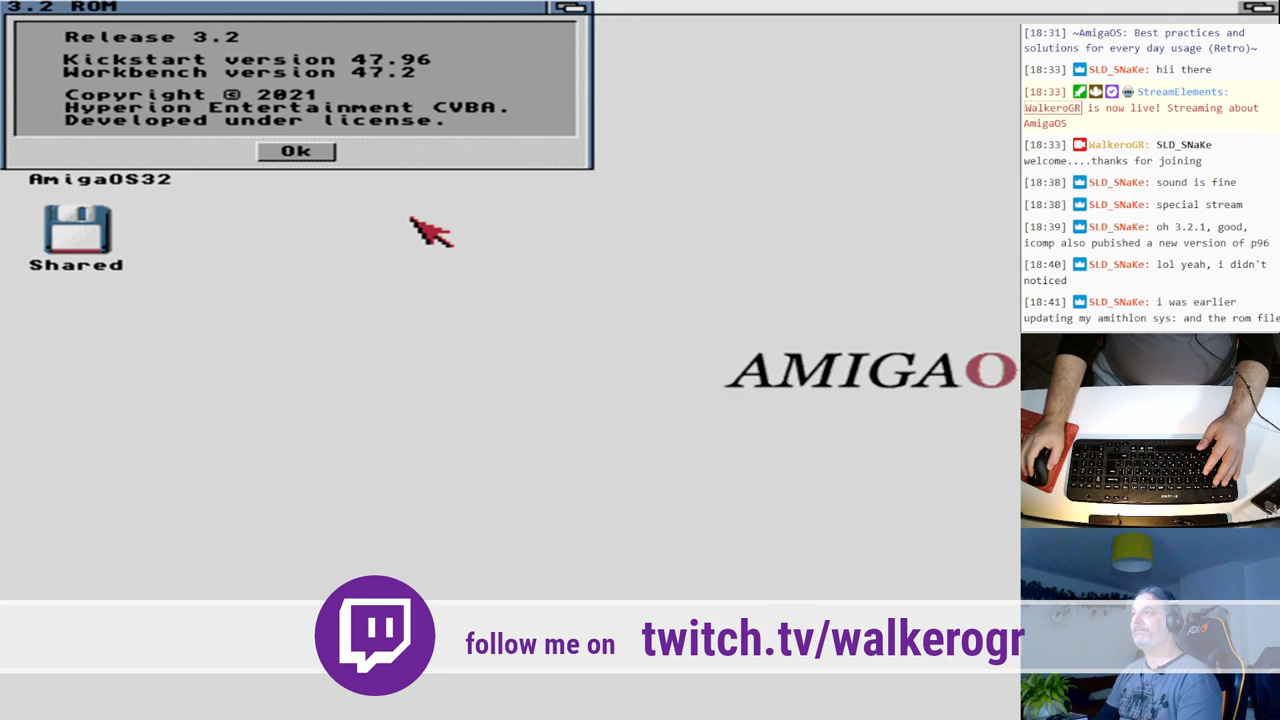 3.2 ROM
Release 3.2
Kickstart version 47.96
Workbench version 47.2
Copyright © 2021
Hyperion Entertainment CVBA.
Developed under license.
Ok
AmigaOS32
Shared
AMIGAO
follow me on twitch.tv/walkerogr
[18:31] ~AmigaOS: Best practices and
solutions for every day usage (Retro)~
[18:33] SLD_SNaKe: hii there
[18:33] StreamElements:
WalkeroGR is now live! Streaming about
AmigaOS
[18:33] WalkeroGR: SLD_SNaKe
welcome....thanks for joining
[18:38] SLD_SNaKe: sound is fine
[18:38] SLD_SNaKe: special stream
[18:39] SLD_SNaKe: oh 3.2.1, good,
icomp also pubished a new version of p96
[18:40] SLD_SNaKe: lol yeah, i didn't
noticed
[18:41] SLD_SNaKe: i was earlier
updating my amithlon sys: and the rom file